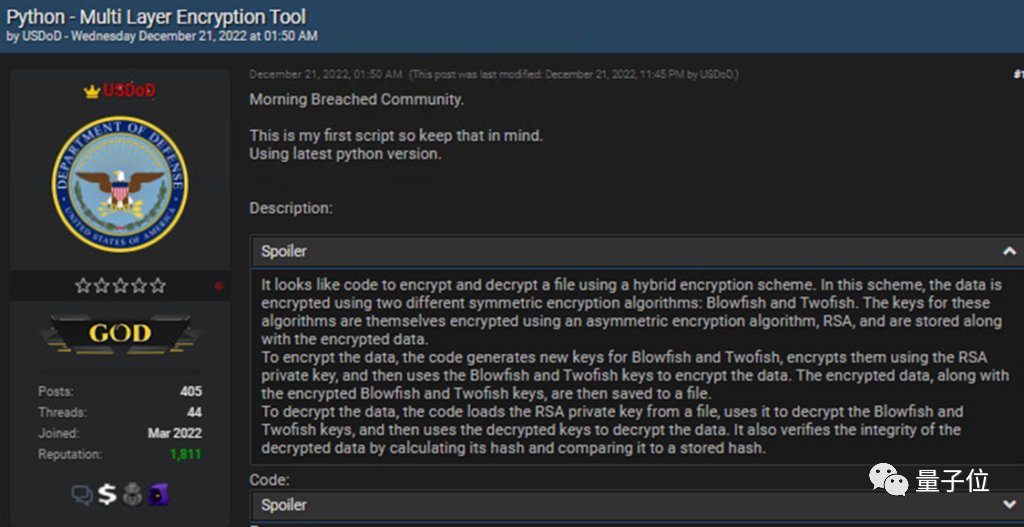 Python - Multi Layer Encryption Tool
by USDoD - Wednesday December 21, 2022 at 01:50 AM
USDoD
DEPARTMENT OF DEFENSE
UNITED STATES OF AMERICA
GOD
Posts: 405
Threads: 44
Joined: Mar 2022
Reputation: 1,811
December 21, 2022, 01:50 AM (This post was last modified: December 21, 2022, 11:45 PM by USDoD.)
#1
Morning Breached Community.
This is my first script so keep that in mind.
Using latest python version.
Description:
Spoiler
It looks like code to encrypt and decrypt a file using a hybrid encryption scheme. In this scheme, the data is
encrypted using two different symmetric encryption algorithms: Blowfish and Twofish. The keys for these
algorithms are themselves encrypted using an asymmetric encryption algorithm, RSA, and are stored along
with the encrypted data.
To encrypt the data, the code generates new keys for Blowfish and Twofish, encrypts them using the RSA
private key, and then uses the Blowfish and Twofish keys to encrypt the data. The encrypted data, along with
the encrypted Blowfish and Twofish keys, are then saved to a file.
To decrypt the data, the code loads the RSA private key from a file, uses it to decrypt the Blowfish and
Twofish keys, and then uses the decrypted keys to decrypt the data. It also verifies the integrity of the
decrypted data by calculating its hash and comparing it to a stored hash.
Code:
Spoiler
量子位